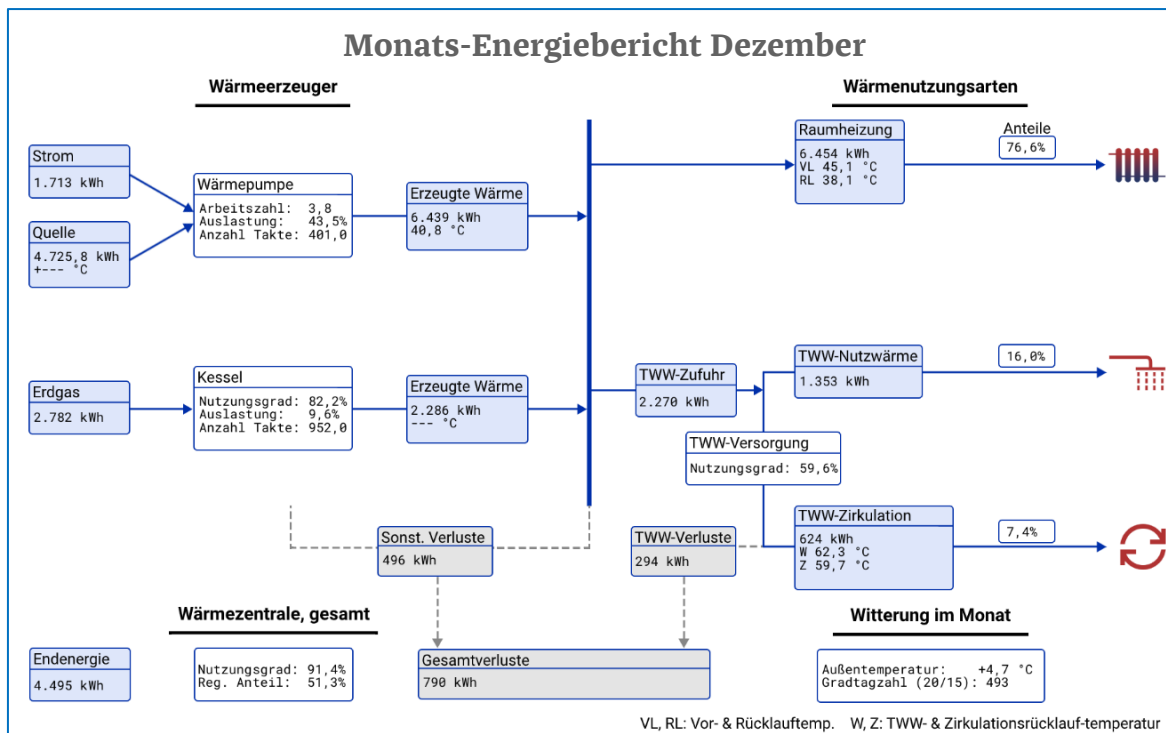 Monats-Energiebericht Dezember
Wärmeerzeuger
Wärmenutzungsarten
Strom
1.713 kWh
Quelle
4.725,8 kWh
+--- °C
Wärmepumpe
Arbeitszahl: 3,8
Auslastung: 43,5%
Anzahl Takte: 401,0
Erzeugte Wärme
6.439 kWh
40,8 °C
Raumheizung
6.454 kWh
VL 45,1 °C
RL 38,1 °C
Anteile
76,6%
Erdgas
2.782 kWh
Kessel
Nutzungsgrad: 82,2%
Auslastung: 9,6%
Anzahl Takte: 952,0
Erzeugte Wärme
2.286 kWh
--- °C
TWW-Zufuhr
2.270 kWh
TWW-Nutzwärme
1.353 kWh
16,0%
TWW-Versorgung
Nutzungsgrad: 59,6%
TWW-Zirkulation
624 kWh
W 62,3 °C
Z 59,7 °C
7,4%
Sonst. Verluste
496 kWh
TWW-Verluste
294 kWh
Wärmezentrale, gesamt
Witterung im Monat
Endenergie
4.495 kWh
Nutzungsgrad: 91,4%
Reg. Anteil: 51,3%
Gesamtverluste
790 kWh
Außentemperatur: +4,7 °C
Gradtagzahl (20/15): 493
VL, RL: Vor- & Rücklauftemp. W, Z: TWW- & Zirkulationsrücklauf-temperatur